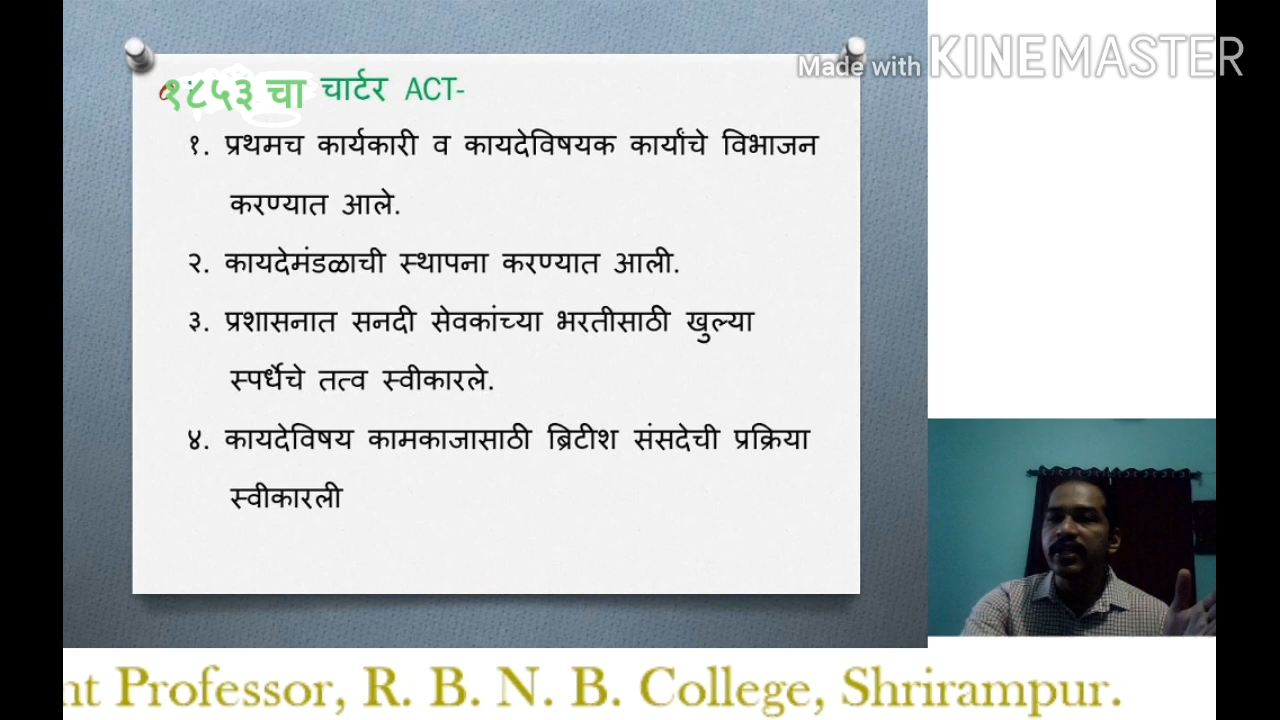 Made with KINEMASTER
१८५३ चा चार्टर ACT-
१. प्रथमच कार्यकारी व कायदेविषयक कार्यांचे विभाजन
करण्यात आले.
२. कायदेमंडळाची स्थापना करण्यात आली.
३. प्रशासनात सनदी सेवकांच्या भरतीसाठी खुल्या
स्पर्धेचे तत्व स्वीकारले.
४. कायदेविषय कामकाजासाठी ब्रिटीश संसदेची प्रक्रिया
स्वीकारली
nt Professor, R. B. N. B. College, Shrirampur.